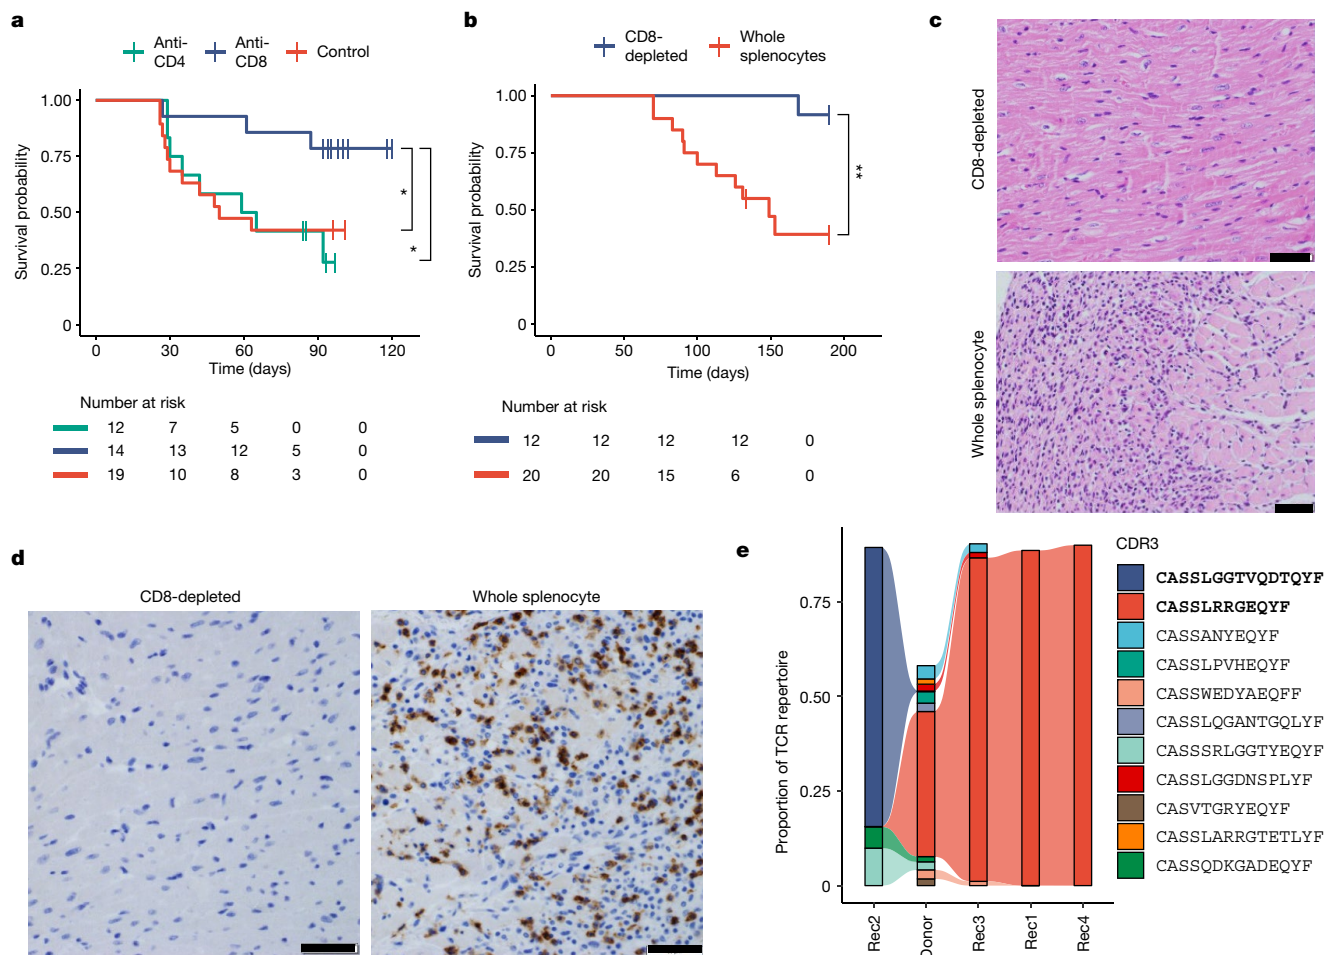 a
Anti-
CD4
Anti-
CD8
Control
Survival probability
1.00
0.75
0.50
0.25
0
*
*
0
30
60
90
120
Time (days)
Number at risk
12 7 5 0 0
14 13 12 5 0
19 10 8 3 0
b
CD8-
depleted
Whole
splenocytes
Survival probability
1.00
0.75
0.50
0.25
0
**
0
50
100
150
200
Time (days)
Number at risk
12 12 12 12 0
20 20 15 6 0
c
CD8-depleted
Whole splenocyte
d
CD8-depleted
Whole splenocyte
e
Proportion of TCR repertoire
0.75
0.50
0.25
0
Rec2
Donor
Rec3
Rec1
Rec4
CDR3
CASSLGGTVQDTQYF
CASSLRRGEQYF
CASSANYEQYF
CASSLPVHEQYF
CASSWEDYAEQFF
CASSLQGANTGQLYF
CASSSRLGGTYEQYF
CASSLGGDNSPLYF
CASVTGRYEQYF
CASSLARRGTETLYF
CASSQDKGADEQYF